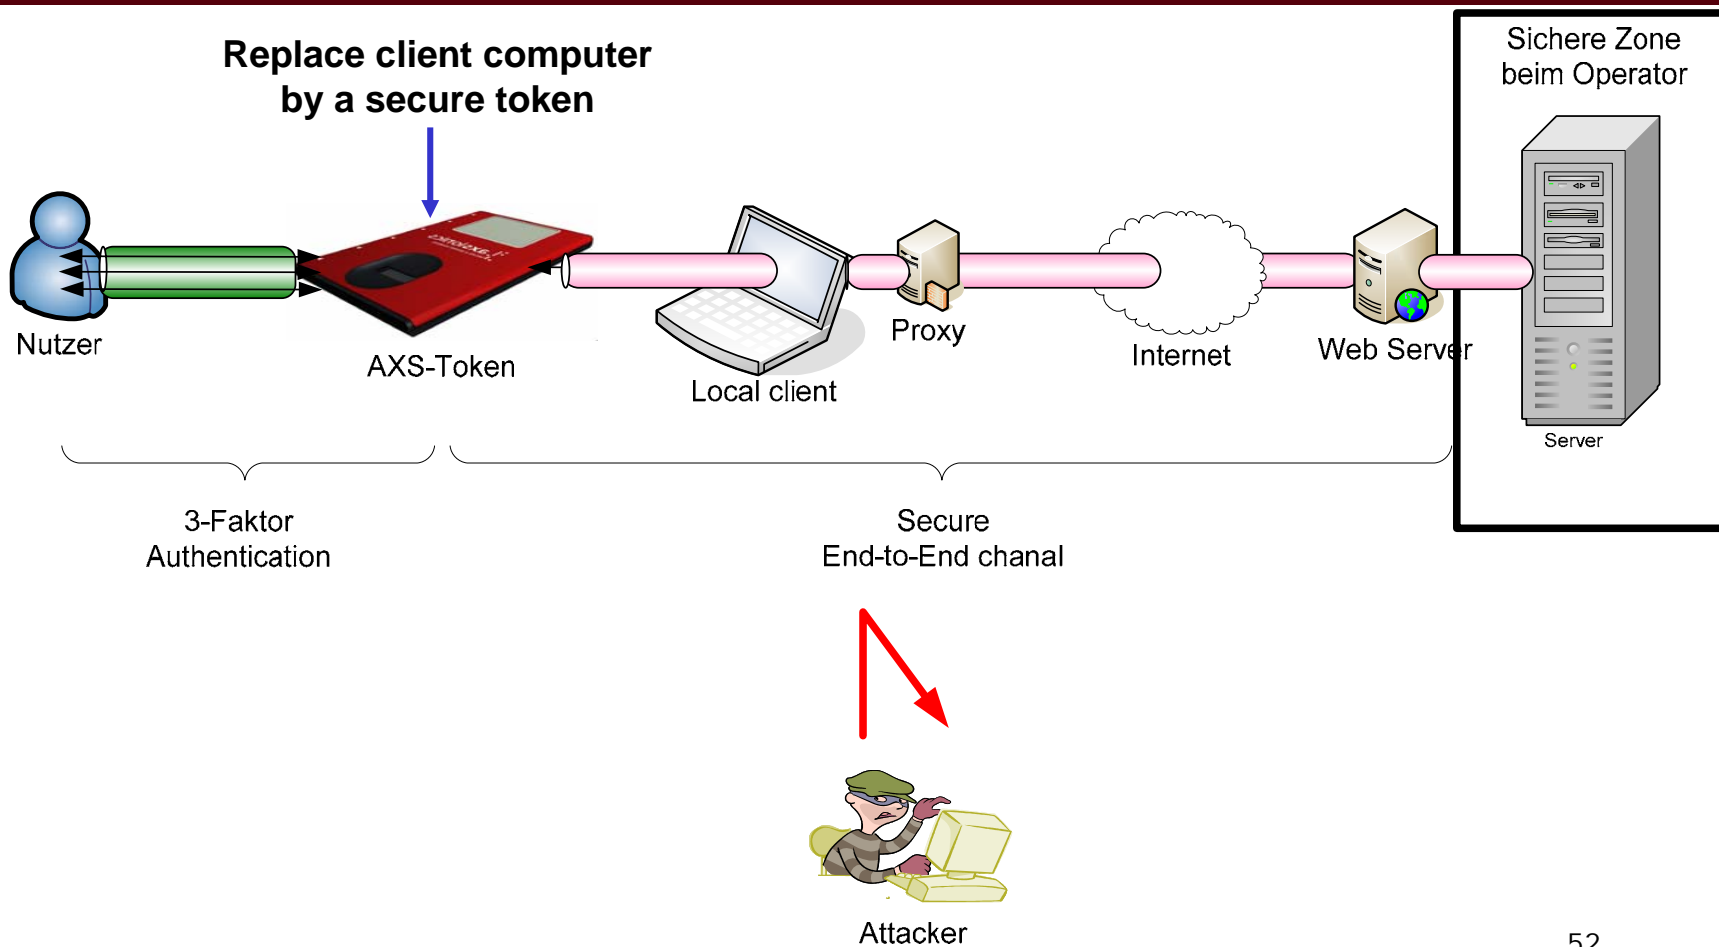 Replace client computer
by a secure token
Sichere Zone
beim Operator
Nutzer
AXS-Token
Local client
Proxy
Internet
Web Server
Server
3-Faktor
Authentication
Secure
End-to-End chanal
Attacker
52